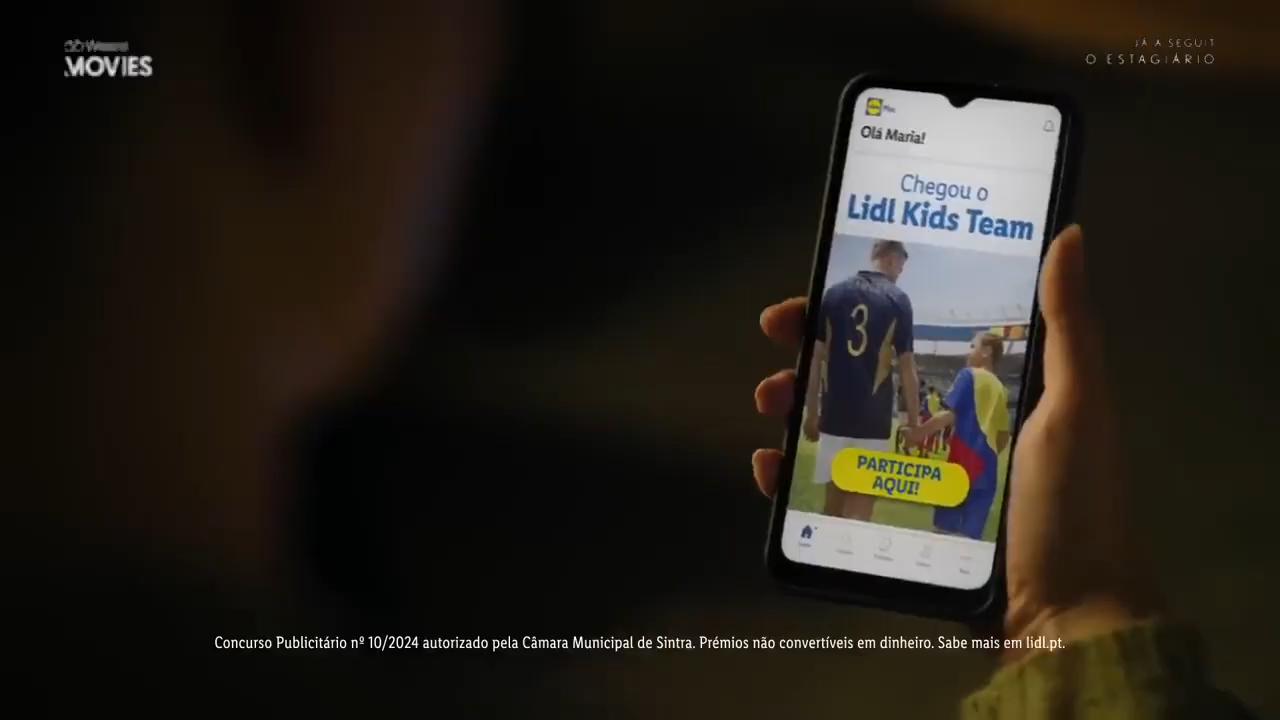 MOVIES
JÁ A SEGUIR
O ESTAGIÁRIO
Plus
Olá Maria!
Chegou o
Lidl Kids Team
3
PARTICIPA
AQUI!
Concurso Publicitário nº 10/2024 autorizado pela Câmara Municipal de Sintra. Prémios não convertíveis em dinheiro. Sabe mais em lidl.pt.